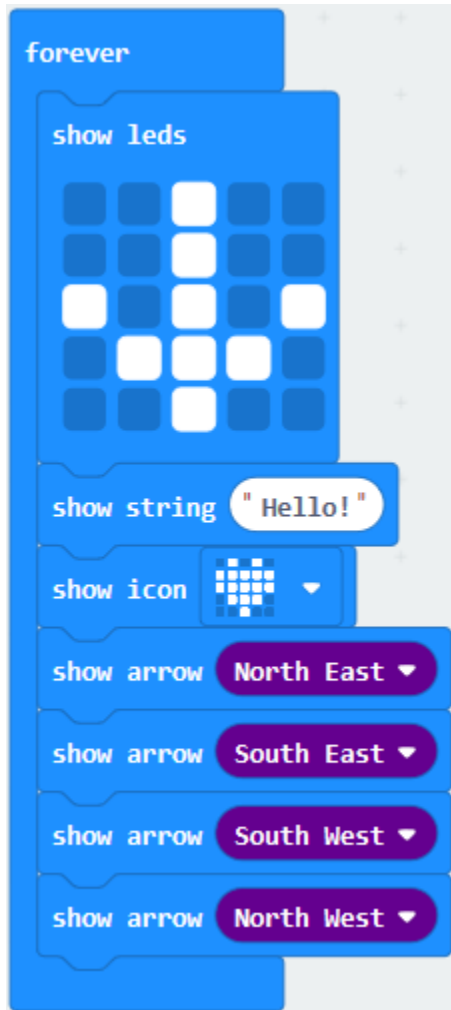 forever
show leds
show string "Hello!"
show icon
show arrow North East
show arrow South East
show arrow South West
show arrow North West